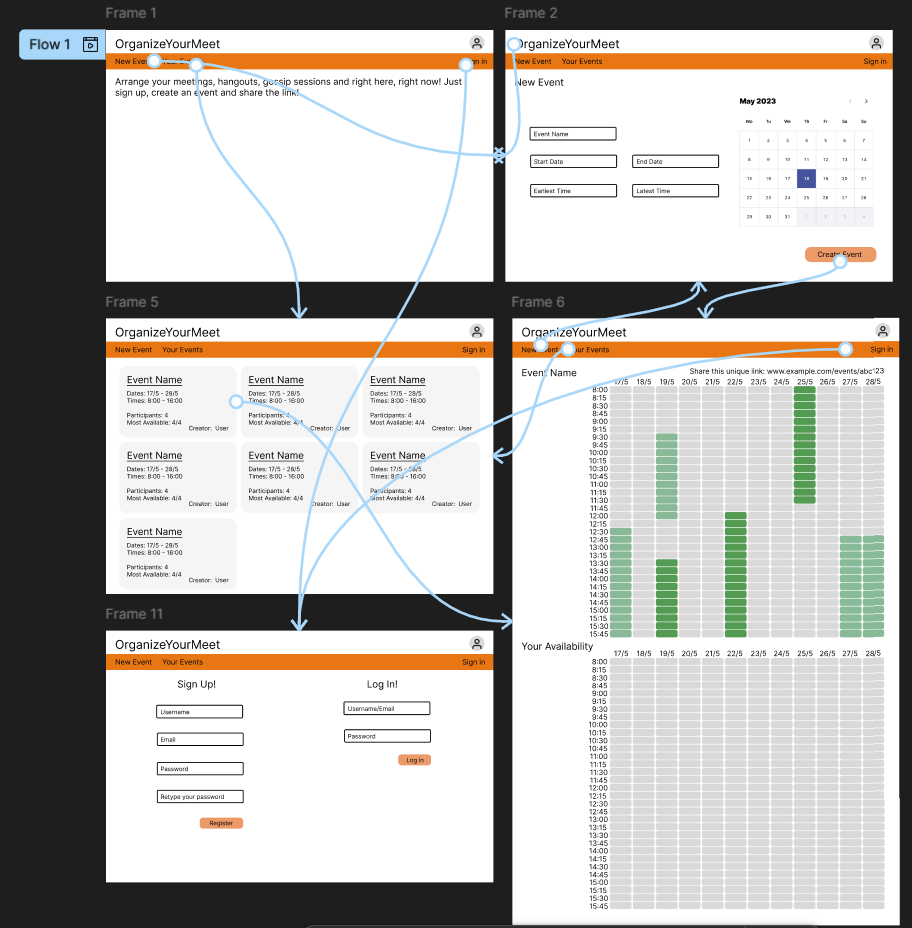 Frame 1
Frame 2
Flow 1
OrganizeYourMeet
New Eve
in
Arrange your meetings, hangouts, gossip sessions and right here, right now! Just
sign up, create an event and share the link!
OrganizeYourMeet
New Event Your Events Sign in
New Event
May 2023
Mo Tu We Th Fr Sa Su
1 2 3 4 5 6 7
8 9 10 11 12 13 14
15 16 17 18 19 20 21
22 23 24 25 26 27 28
29 30 31 1 2 3 4
Event Name
Start Date End Date
Earliest Time Latest Time
Create Event
Frame 5
Frame 6
OrganizeYourMeet
New Event Your Events Sign in
Event Name Event Name Event Name
Dates: 17/5 - 28/5 Dates: 17/5 - 28/5 Dates: 17/5 - 28/5
Times: 8:00 - 16:00 Times: 8:00 - 16:00 Times: 8:00 - 16:00
Participants: 4 Participants: 4 Participants: 4
Most Available: 4/4 Most Available: 4/4 Most Available: 4/4
Creator: User Creator: User Creator: User
Event Name Event Name Event Name
Dates: 17/5 - 28/5 Dates: 17/5 - 28/5 Dates: 17/5 - 28/5
Times: 8:00 - 16:00 Times: 8:00 - 16:00 Times: 8:00 - 16:00
Participants: 4 Participants: 4 Participants: 4
Most Available: 4/4 Most Available: 4/4 Most Available: 4/4
Creator: User Creator: User Creator: User
Event Name
Dates: 17/5 - 28/5
Times: 8:00 - 16:00
Participants: 4
Most Available: 4/4
Creator: User
OrganizeYourMeet
New Event Your Events Sign in
Event Name
Share this unique link: www.example.com/events/abc123
17/5 18/5 19/5 20/5 21/5 22/5 23/5 24/5 25/5 26/5 27/5 28/5
8:00
8:15
8:30
8:45
9:00
9:15
9:30
9:45
10:00
10:15
10:30
10:45
11:00
11:15
11:30
11:45
12:00
12:15
12:30
12:45
13:00
13:15
13:30
13:45
14:00
14:15
14:30
14:45
15:00
15:15
15:30
15:45
Your Availability
17/5 18/5 19/5 20/5 21/5 22/5 23/5 24/5 25/5 26/5 27/5 28/5
8:00
8:15
8:30
8:45
9:00
9:15
9:30
9:45
10:00
10:15
10:30
10:45
11:00
11:15
11:30
11:45
12:00
12:15
12:30
12:45
13:00
13:15
13:30
13:45
14:00
14:15
14:30
14:45
15:00
15:15
15:30
15:45
Frame 11
OrganizeYourMeet
New Event Your Events Sign in
Sign Up! Log In!
Username
Email
Password
Retype your password
Register
Username/Email
Password
Log in